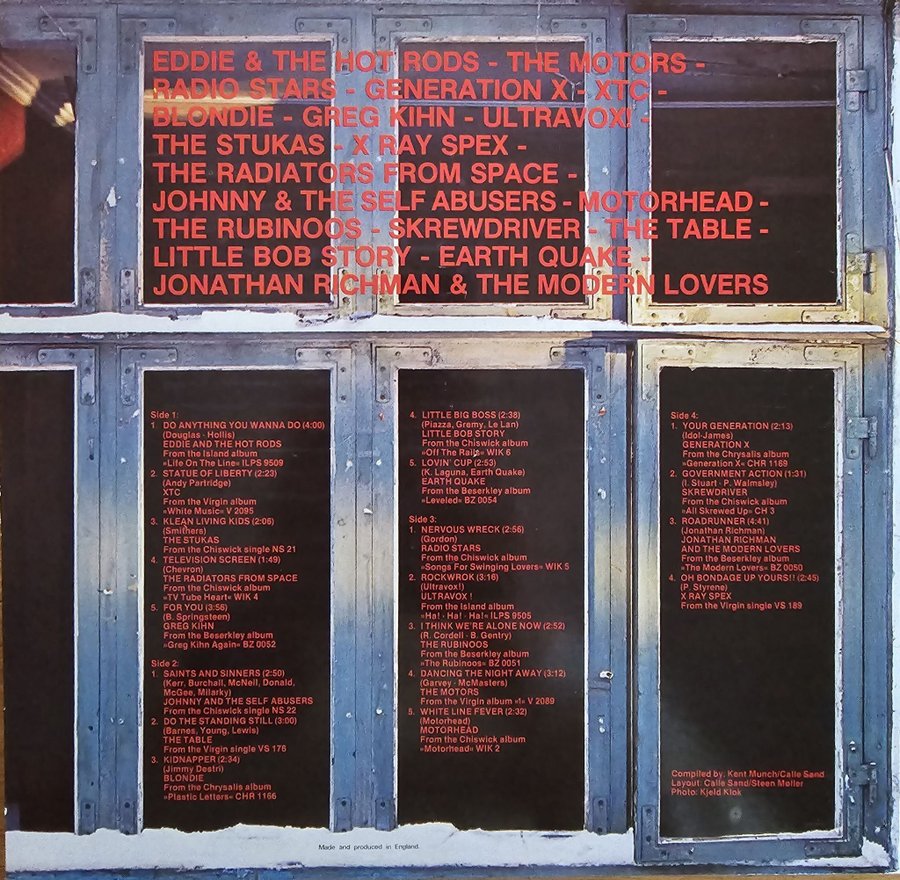 EDDIE & THE HOT RODS - THE MOTORS -
RADIO STARS - GENERATION X - XTC -
BLONDIE - GREG KIHN - ULTRAVOX! -
THE STUKAS - X RAY SPEX -
THE RADIATORS FROM SPACE -
JOHNNY & THE SELF ABUSERS - MOTORHEAD -
THE RUBINOOS - SKREWDRIVER - THE TABLE -
LITTLE BOB STORY - EARTH QUAKE -
JONATHAN RICHMAN & THE MODERN LOVERS
Side 1:
1. DO ANYTHING YOU WANNA DO (4:00)
(Douglas - Hollis)
EDDIE AND THE HOT RODS
From the Island album
»Life On The Line« ILPS 9509
2. STATUE OF LIBERTY (2:23)
(Andy Partridge)
XTC
From the Virgin album
»White Music« V 2095
3. KLEAN LIVING KIDS (2:06)
(Smithers)
THE STUKAS
From the Chiswick single NS 21
4. TELEVISION SCREEN (1:49)
(Chevron)
THE RADIATORS FROM SPACE
From the Chiswick album
»TV Tube Heart« WIK 4
5. FOR YOU (3:56)
(B. Springsteen)
GREG KIHN
From the Beserkley album
»Greg Kihn Again« BZ 0052
Side 2:
1. SAINTS AND SINNERS (2:50)
(Kerr, Burchall, McNeil, Donald,
McGee, Milarky)
JOHNNY AND THE SELF ABUSERS
From the Chiswick single NS 22
2. DO THE STANDING STILL (3:00)
(Barnes, Young, Lewis)
THE TABLE
From the Virgin single VS 176
3. KIDNAPPER (2:34)
(Jimmy Destri)
BLONDIE
From the Chrysalis album
»Plastic Letters« CHR 1166
4. LITTLE BIG BOSS (2:38)
(Piazza, Gremy, Le Lan)
LITTLE BOB STORY
From the Chiswick album
»Off The Rails« WIK 6
5. LOVIN' CUP (2:53)
(K. Laguna, Earth Quake)
EARTH QUAKE
From the Beserkley album
»Leveled« BZ 0054
Side 3:
1. NERVOUS WRECK (2:56)
(Gordon)
RADIO STARS
From the Chiswick album
»Songs For Swinging Lovers« WIK 5
2. ROCKWROK (3:16)
(Ultravox!)
ULTRAVOX !
From the Island album
»Ha! - Ha! - Ha!« ILPS 9505
3. I THINK WE'RE ALONE NOW (2:52)
(R. Cordell - B. Gentry)
THE RUBINOOS
From the Beserkley album
»The Rubinoos« BZ 0051
4. DANCING THE NIGHT AWAY (3:12)
(Garvey - McMasters)
THE MOTORS
From the Virgin album »1« V 2089
5. WHITE LINE FEVER (2:32)
(Motorhead)
MOTORHEAD
From the Chiswick album
»Motorhead« WIK 2
Side 4:
1. YOUR GENERATION (2:13)
(Idol-James)
GENERATION X
From the Chrysalis album
»Generation X« CHR 1169
2. GOVERNMENT ACTION (1:31)
(I. Stuart - P. Walmsley)
SKREWDRIVER
From the Chiswick album
»All Skrewed Up« CH 3
3. ROADRUNNER (4:41)
(Jonathan Richman)
JONATHAN RICHMAN
AND THE MODERN LOVERS
From the Beserkley album
»The Modern Lovers« BZ 0050
4. OH BONDAGE UP YOURS!! (2:45)
(P. Styrene)
X RAY SPEX
From the Virgin single VS 189
Compiled by: Kent Munch/Calle Sand
Layout: Calle Sand/Steen Møller
Photo: Kjeld Klok
Made and produced in England.